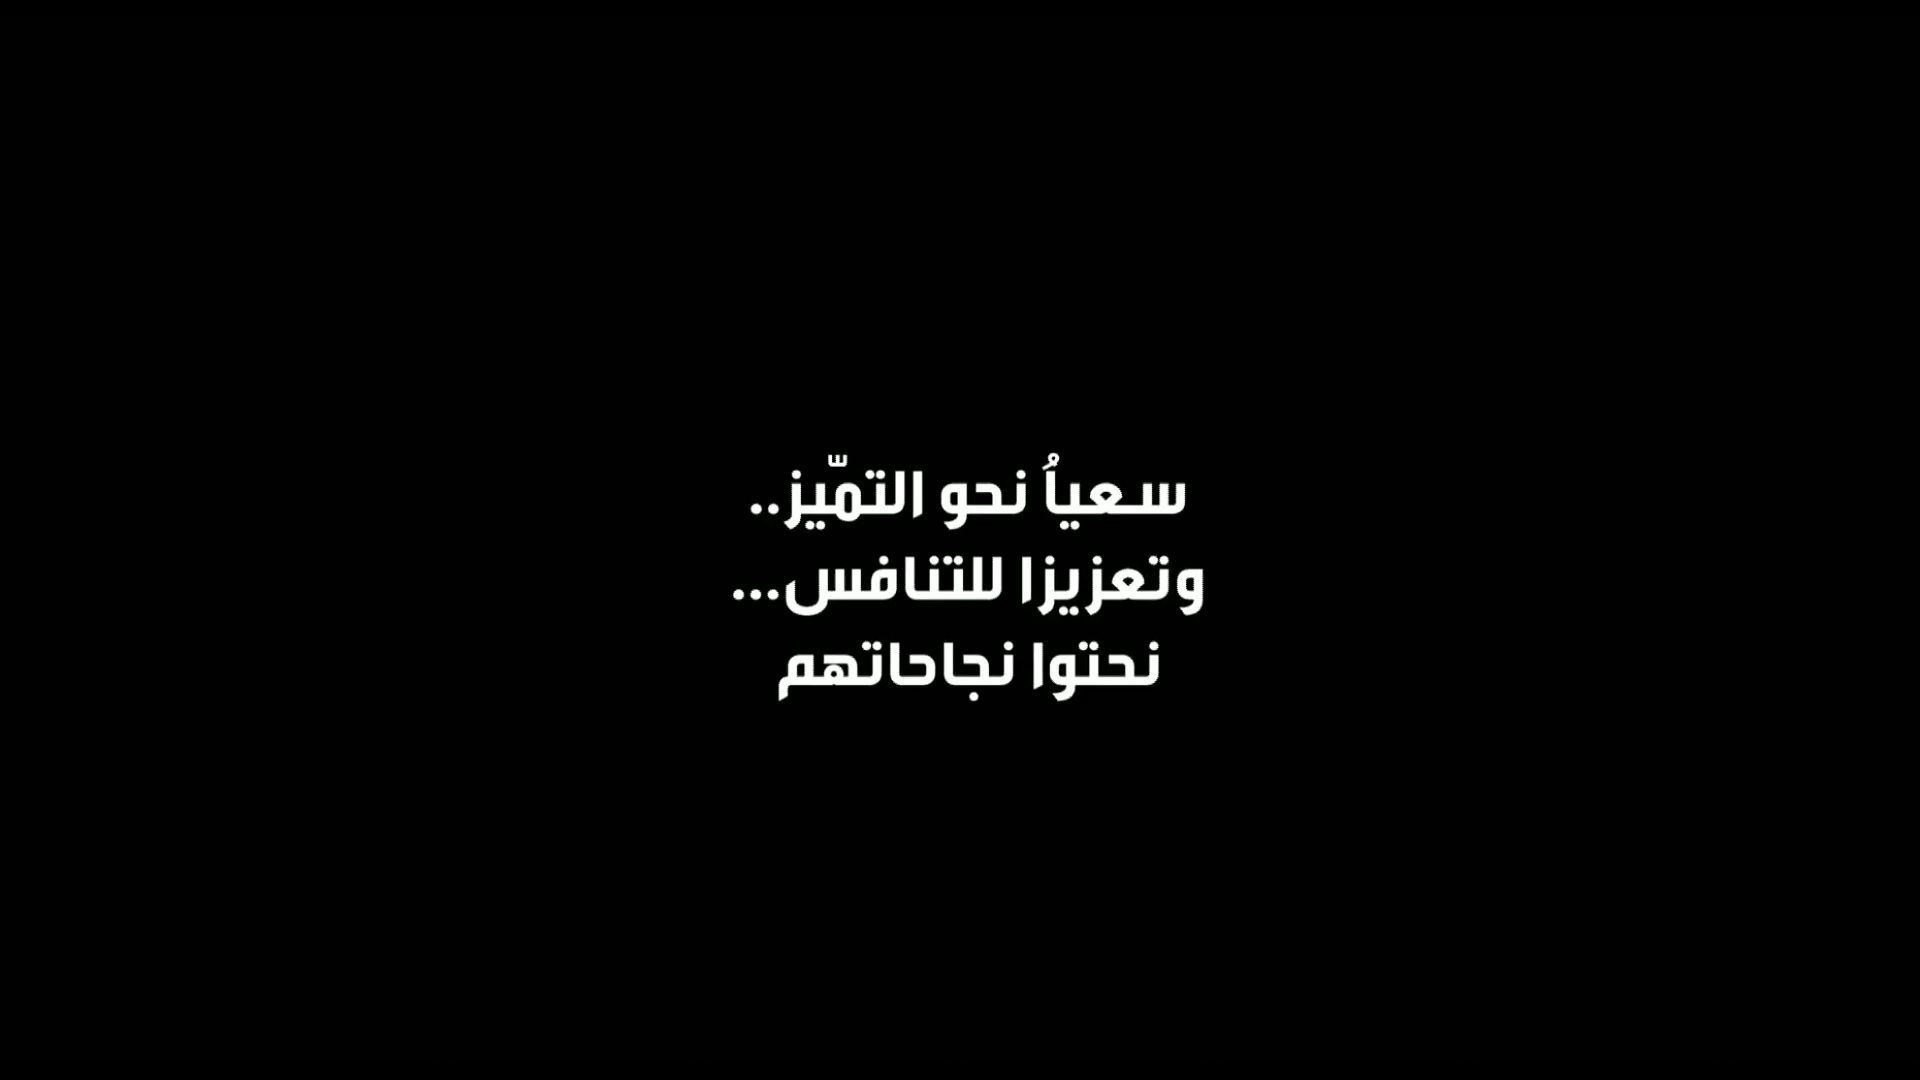 سعياُ نحو التمّيز..
وتعزيزا للتنافس...
نحتوا نجاحاتهم